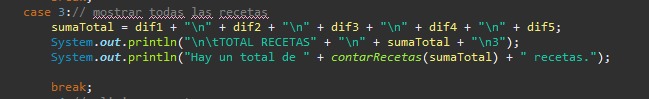 break;
case 3:// mostrar todas las recetas
sumaTotal = dif1 + "\n" + dif2 + "\n" + dif3 + "\n" + dif4 + "\n" + dif5;
System.out.println("\n\tTOTAL RECETAS" + "\n" + sumaTotal + "\n3");
System.out.println("Hay un total de " + contarRecetas(sumaTotal) + " recetas.");
break;